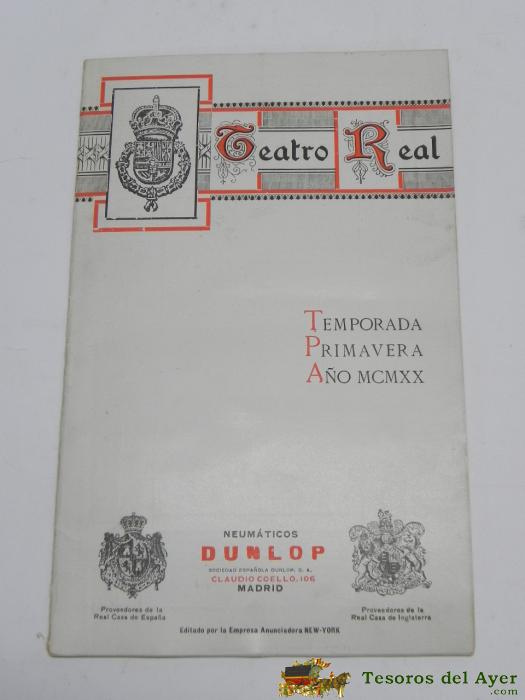 Teatro Real
TEMPORADA
PRIMAVERA
AÑO MCMXX
NEUMÁTICOS
DUNLOP
SOCIEDAD ESPAÑOLA DUNLOP, S. A.
CLAUDIO COELLO, 106
MADRID
Proveedores de la
Real Casa de España
Proveedores de la
Real Casa de Inglaterra
Editado por la Empresa Anunciadora NEW-YORK
Tesoros del Ayer
.com